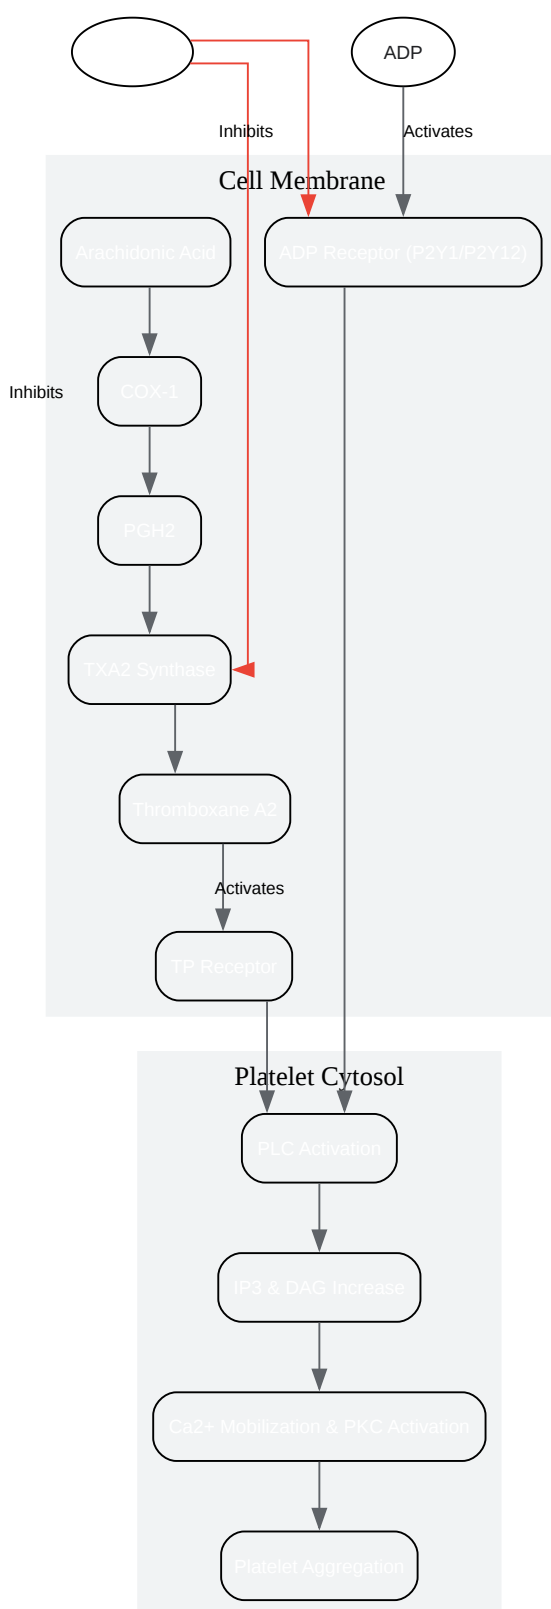 ADP
Inhibits
Activates
Cell Membrane
Arachidonic Acid
ADP Receptor (P2Y1/P2Y12)
Inhibits
COX-1
PGH2
TXA2 Synthase
Thromboxane A2
Activates
TP Receptor
Platelet Cytosol
PLC Activation
IP3 & DAG Increase
Ca2+ Mobilization & PKC Activation
Platelet Aggregation